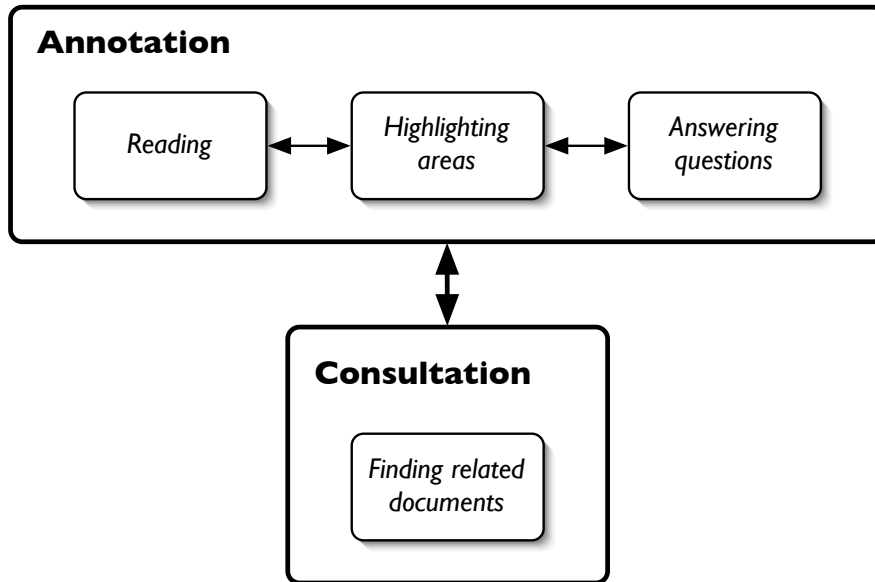 Annotation
Reading
Highlighting
areas
Answering
questions
Consultation
Finding related
documents